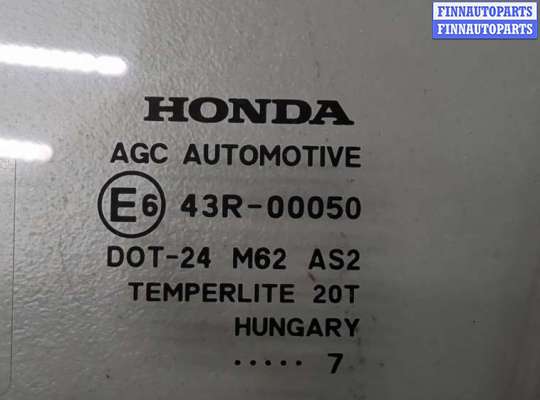 FINNAUTOPARTS
FINNAUTOPARTS
HONDA
AGC AUTOMOTIVE
E6 43R-00050
DOT-24 M62 AS2
TEMPERLITE 20T
HUNGARY
..... 7